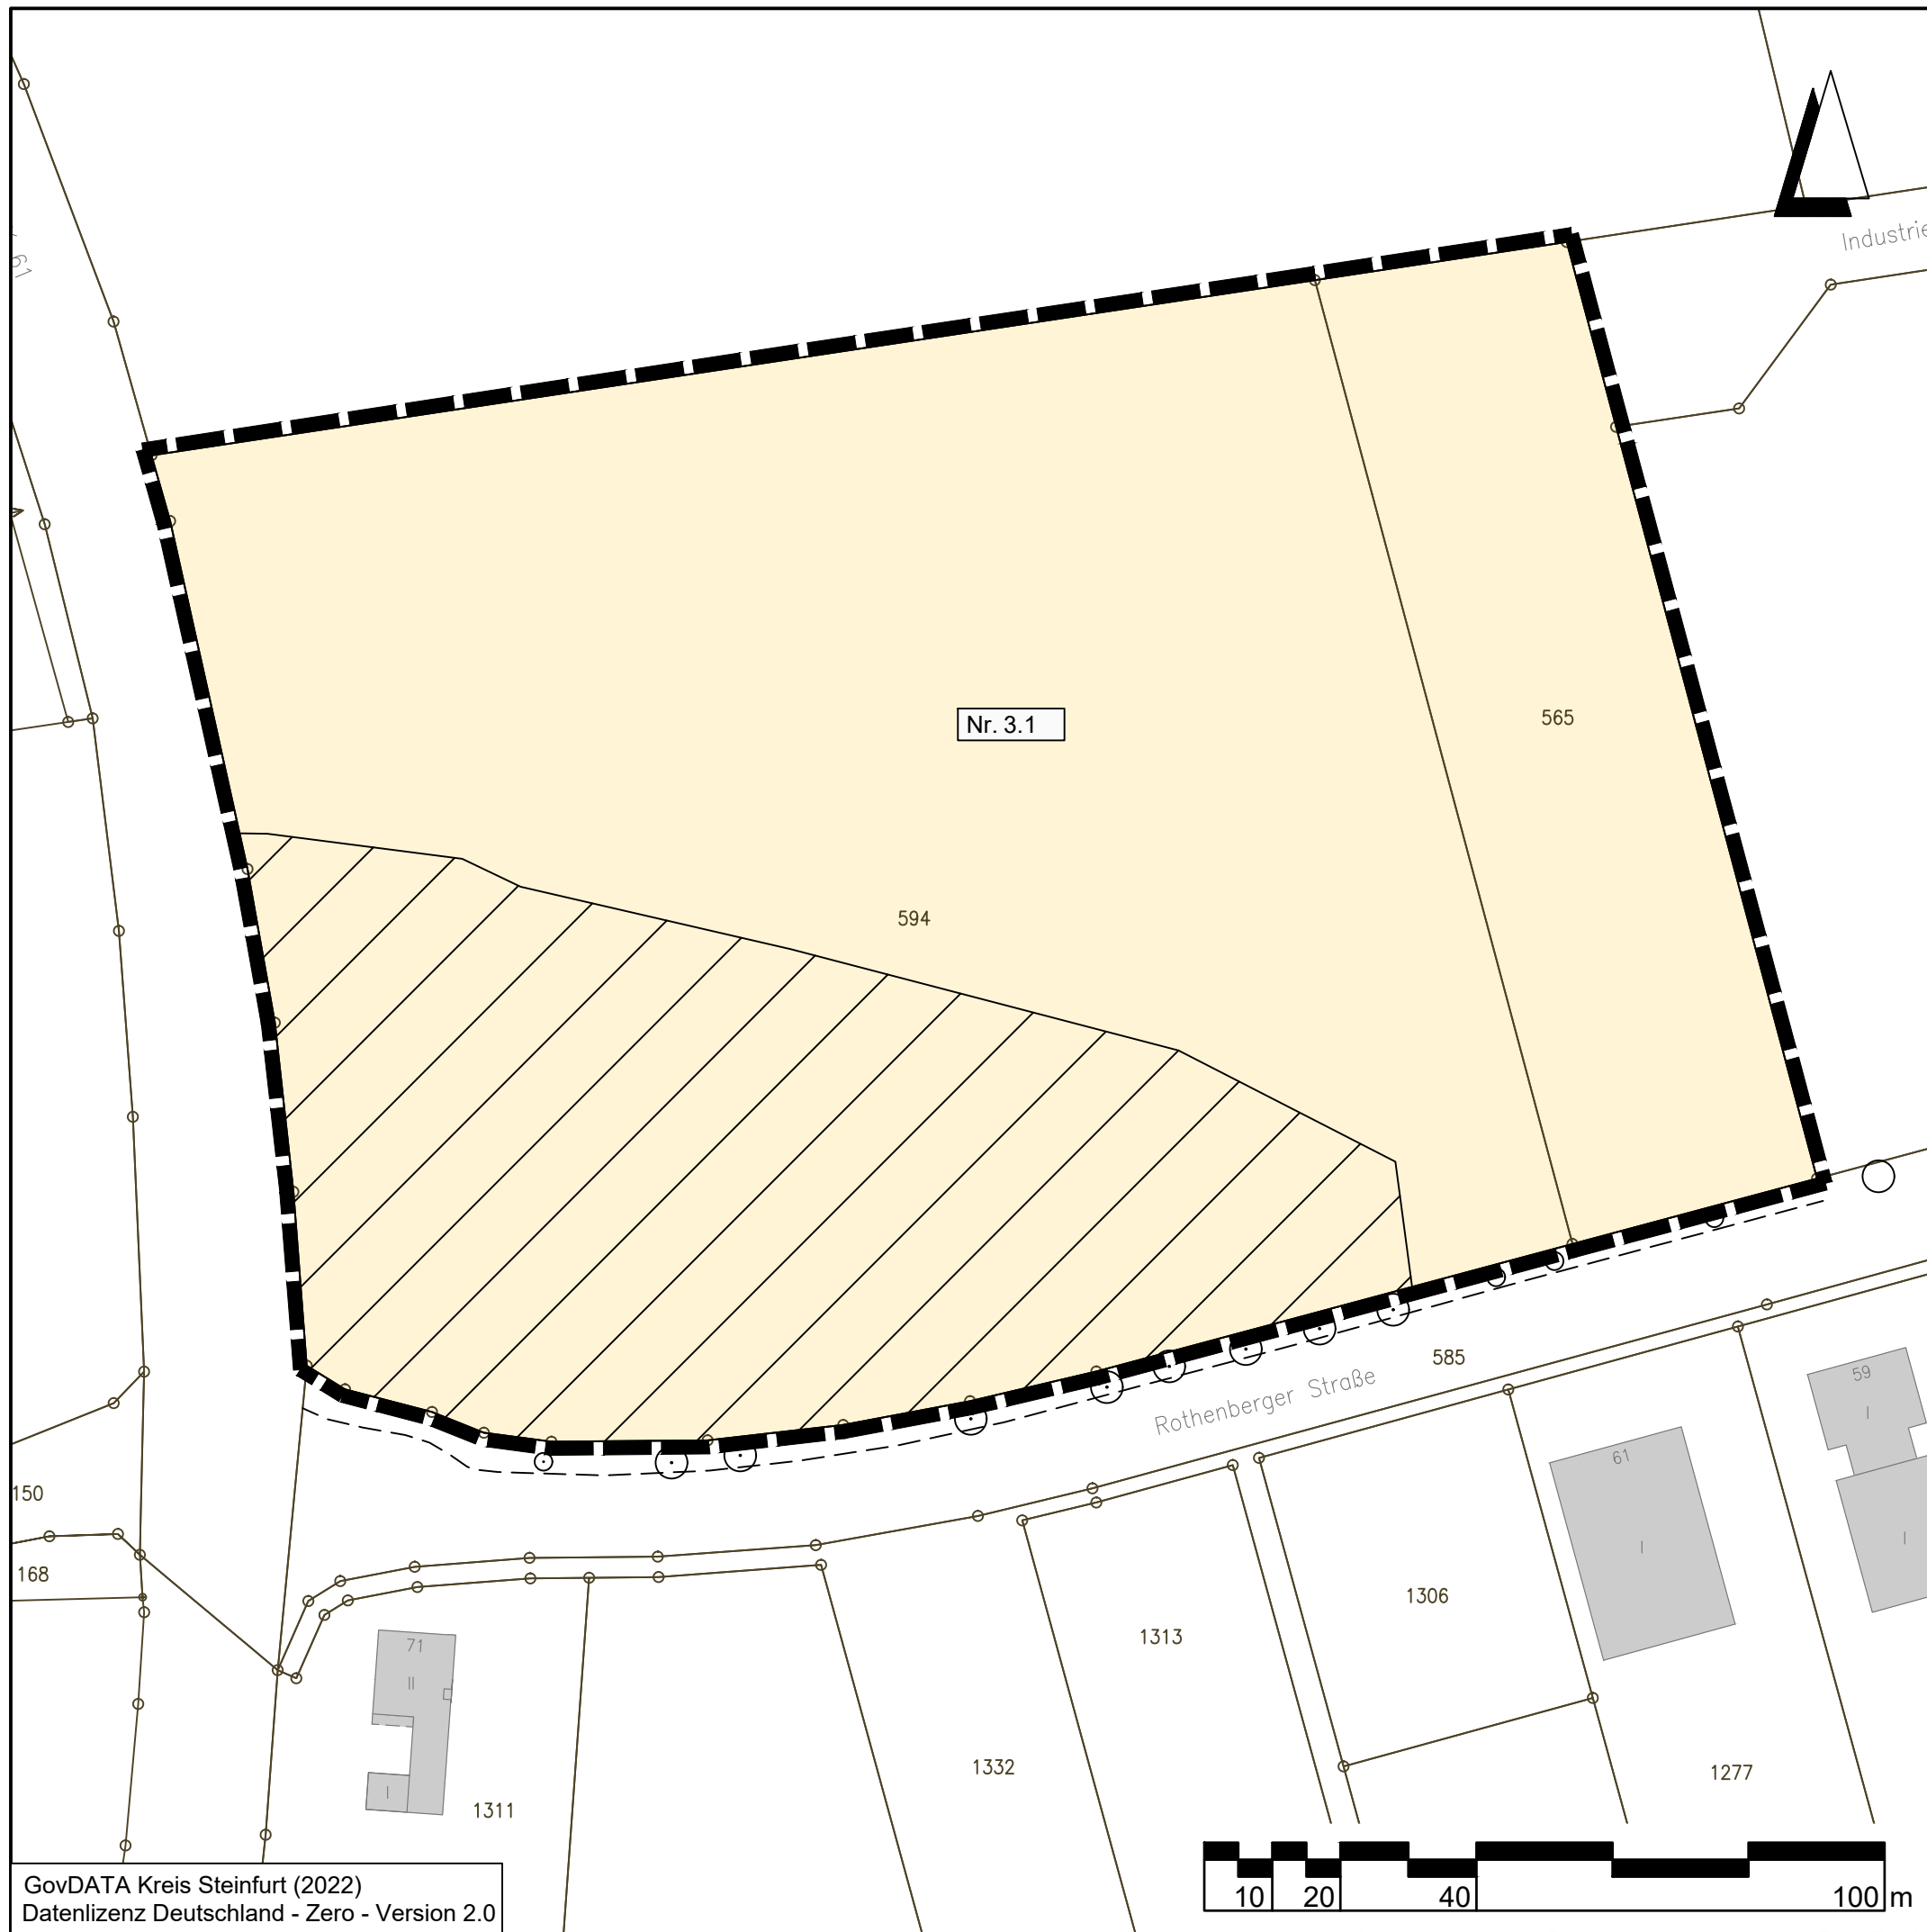 Industrie
61
Nr. 3.1
565
594
585
Rothenberger Straße
59
I
61
I
I
150
168
1306
1313
71
II
I
1332
1277
1311
10 20 40 100 m
GovDATA Kreis Steinfurt (2022)
Datenlizenz Deutschland - Zero - Version 2.0